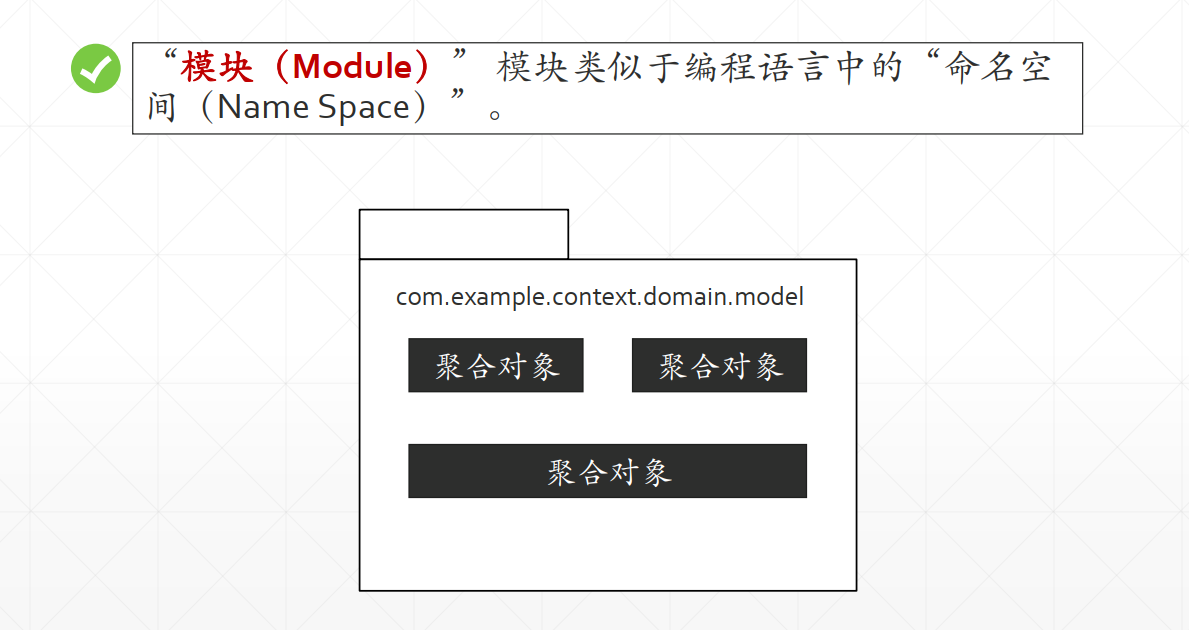 “模块（Module）” 模块类似于编程语言中的“命名空
间（Name Space）”。
com.example.context.domain.model
聚合对象 聚合对象
聚合对象